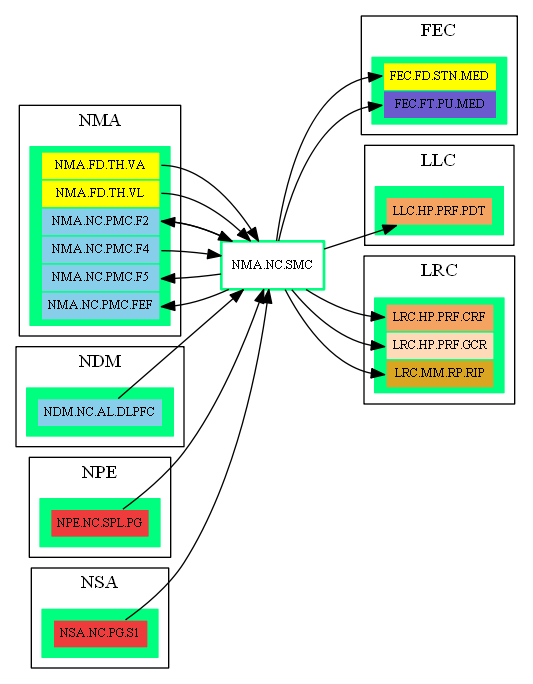 NMA
NMA.FD.TH.VA
NMA.FD.TH.VL
NMA.NC.PMC.F2
NMA.NC.PMC.F4
NMA.NC.PMC.F5
NMA.NC.PMC.FEF
NDM
NDM.NC.AL.DLPFC
NPE
NPE.NC.SPL.PG
NSA
NSA.NC.PG.S1
NMA.NC.SMC
FEC
FEC.FD.STN.MED
FEC.FT.PU.MED
LLC
LLC.HP.PRF.PDT
LRC
LRC.HP.PRF.CRF
LRC.HP.PRF.GCR
LRC.MM.RP.RIP